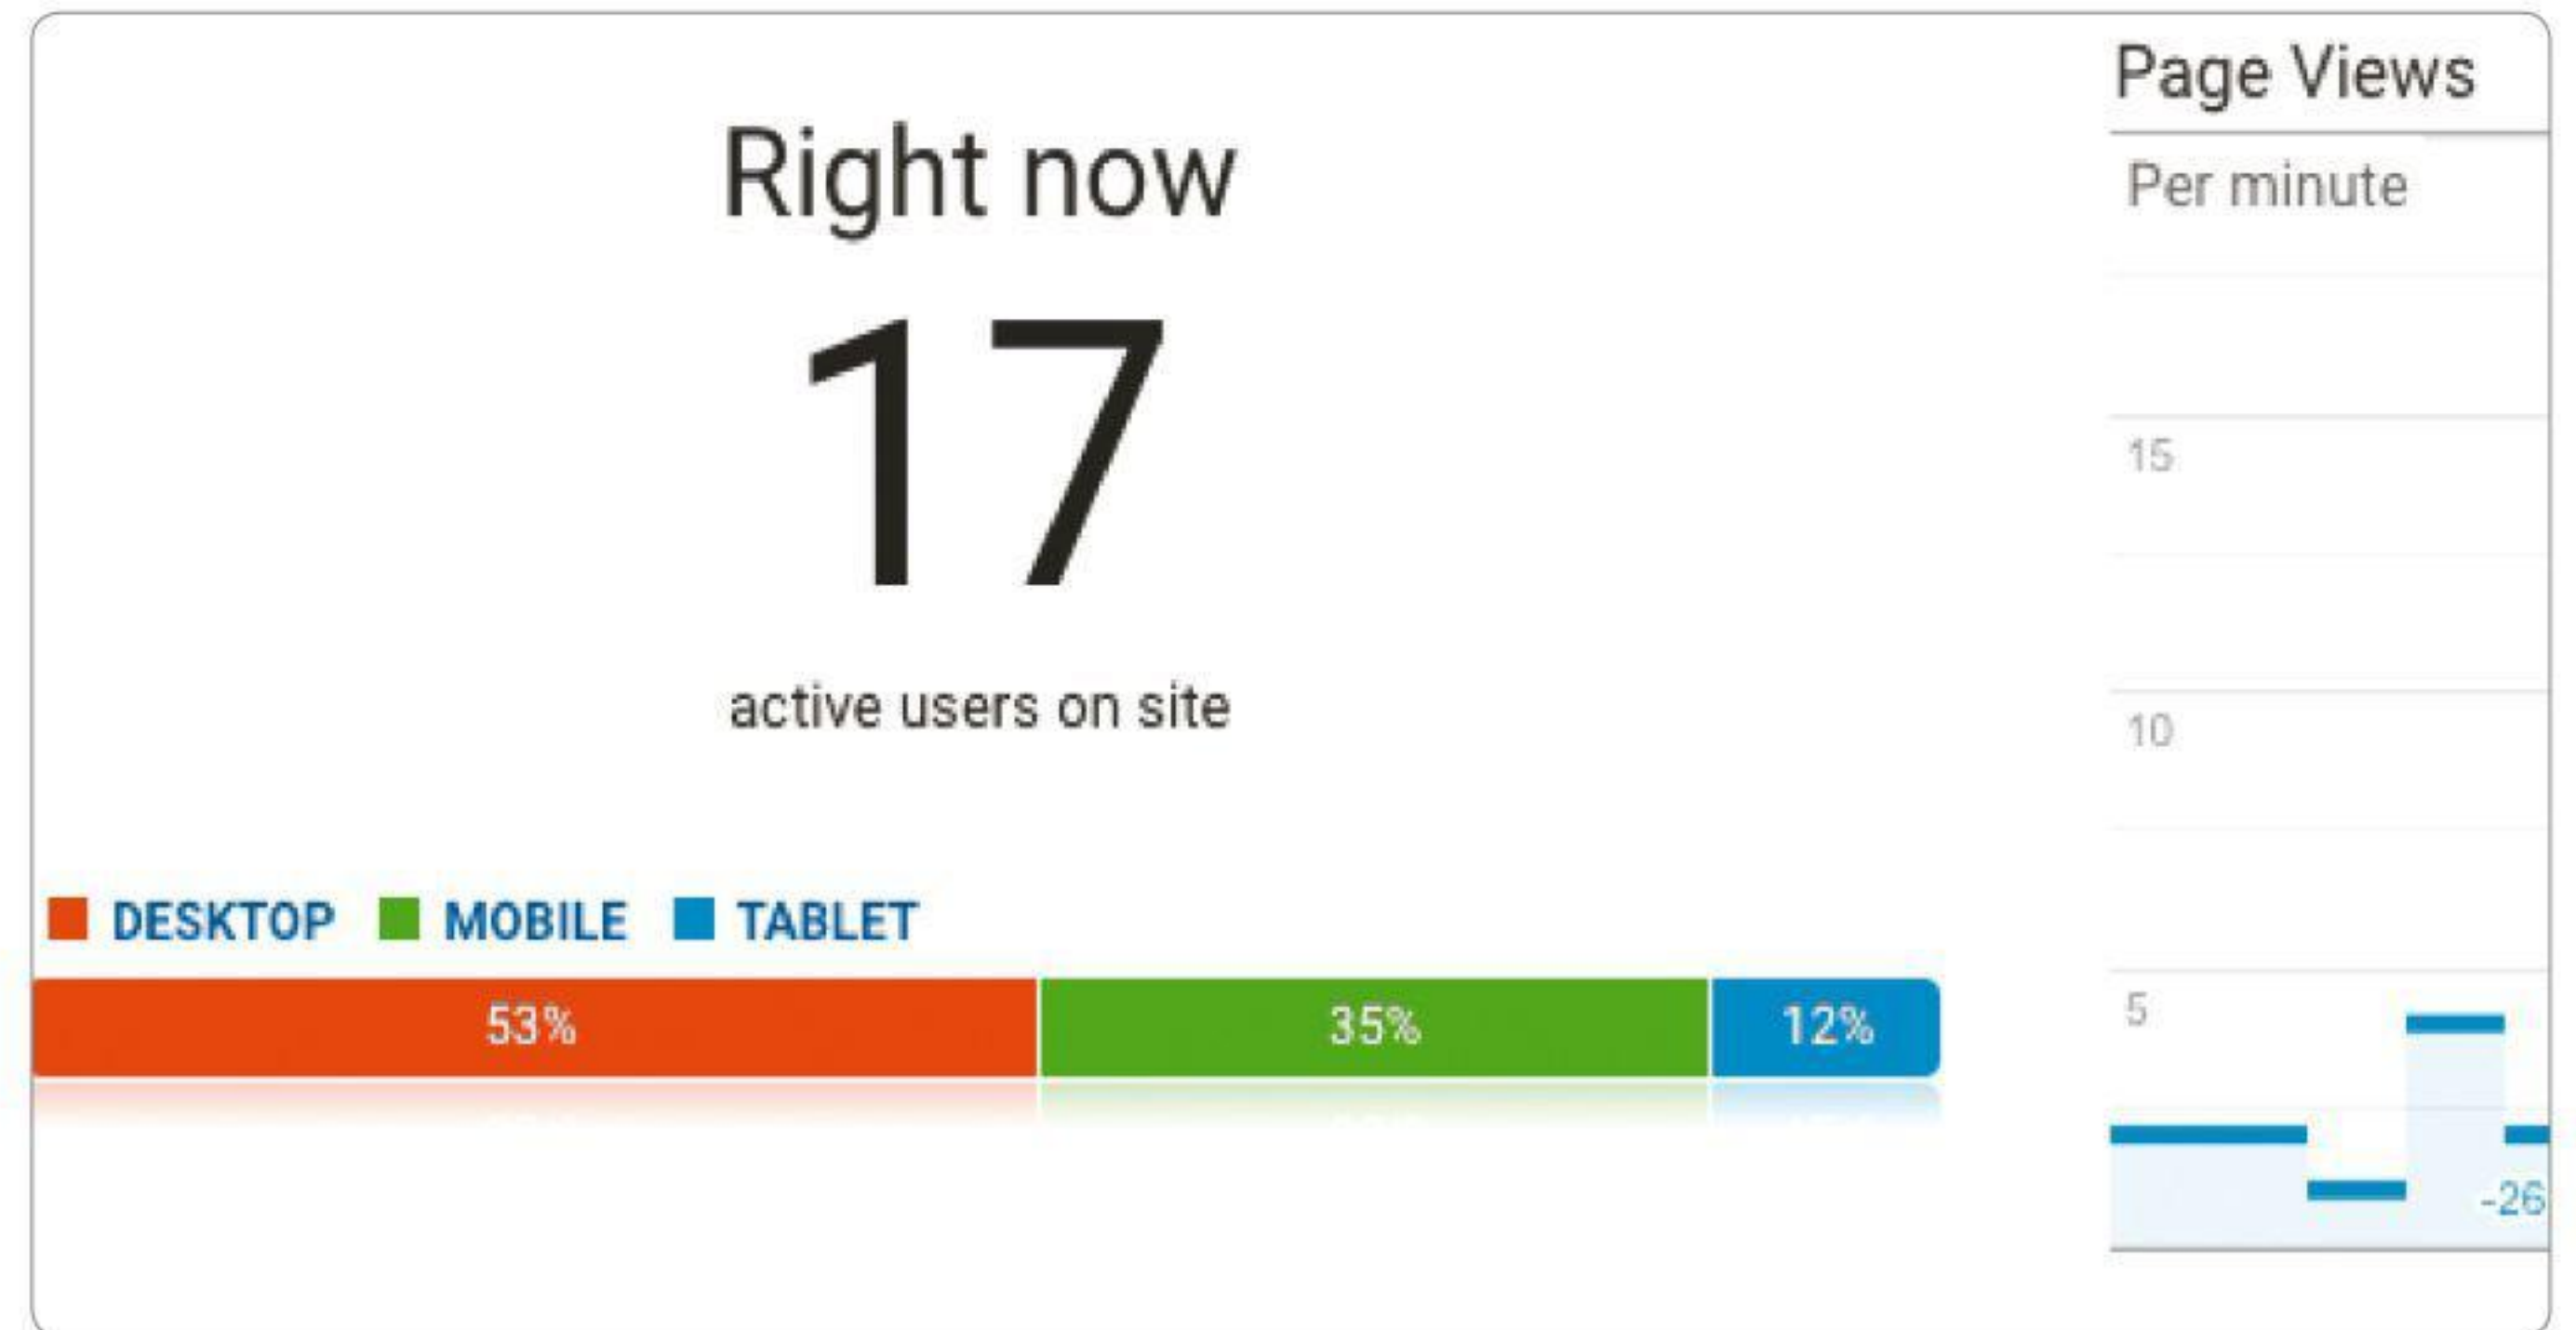 Right now
17
active users on site
DESKTOP MOBILE TABLET
53% 35% 12%
Page Views
Per minute
15
10
5
-26